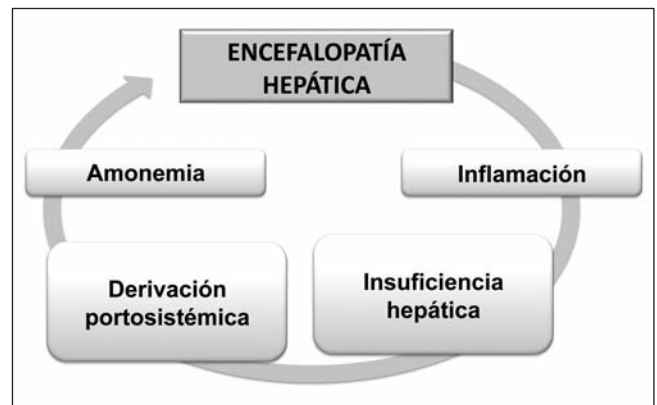 ENCEFALOPATÍA
HEPÁTICA
Amonemia
Inflamación
Derivación
portosistémica
Insuficiencia
hepática